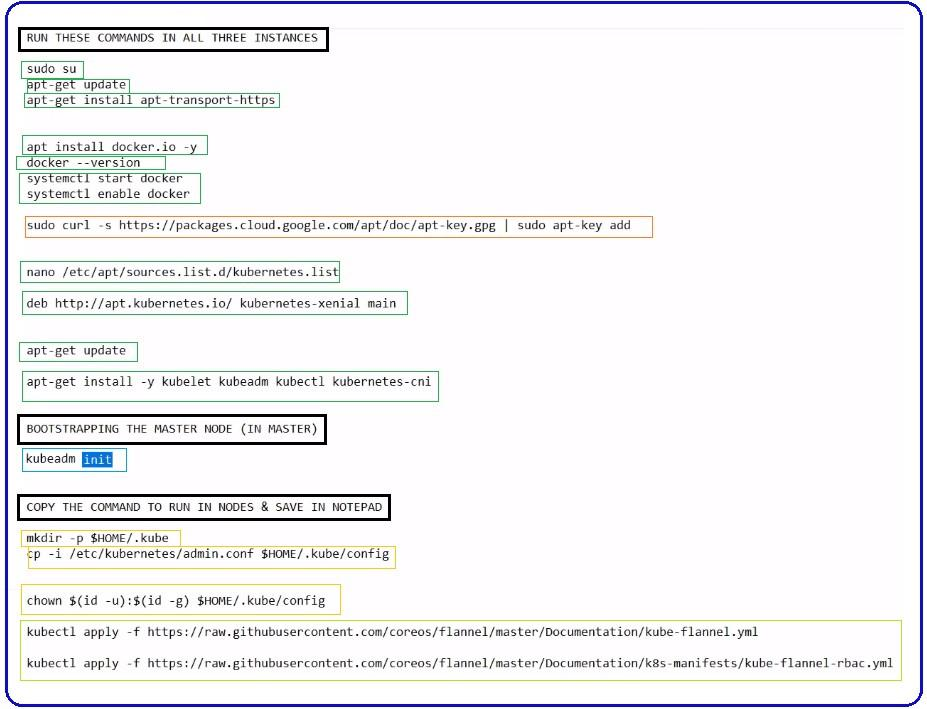 RUN THESE COMMANDS IN ALL THREE INSTANCES
sudo su
apt-get update
apt-get install apt-transport-https
apt install docker.io -y
docker --version
systemctl start docker
systemctl enable docker
sudo curl -s https://packages.cloud.google.com/apt/doc/apt-key.gpg | sudo apt-key add
nano /etc/apt/sources.list.d/kubernetes.list
deb http://apt.kubernetes.io/ kubernetes-xenial main
apt-get update
apt-get install -y kubelet kubeadm kubectl kubernetes-cni
BOOTSTRAPPING THE MASTER NODE (IN MASTER)
kubeadm init
COPY THE COMMAND TO RUN IN NODES & SAVE IN NOTEPAD
mkdir -p $HOME/.kube
cp -i /etc/kubernetes/admin.conf $HOME/.kube/config
chown $(id -u):$(id -g) $HOME/.kube/config
kubectl apply -f https://raw.githubusercontent.com/coreos/flannel/master/Documentation/kube-flannel.yml
kubectl apply -f https://raw.githubusercontent.com/coreos/flannel/master/Documentation/k8s-manifests/kube-flannel-rbac.yml